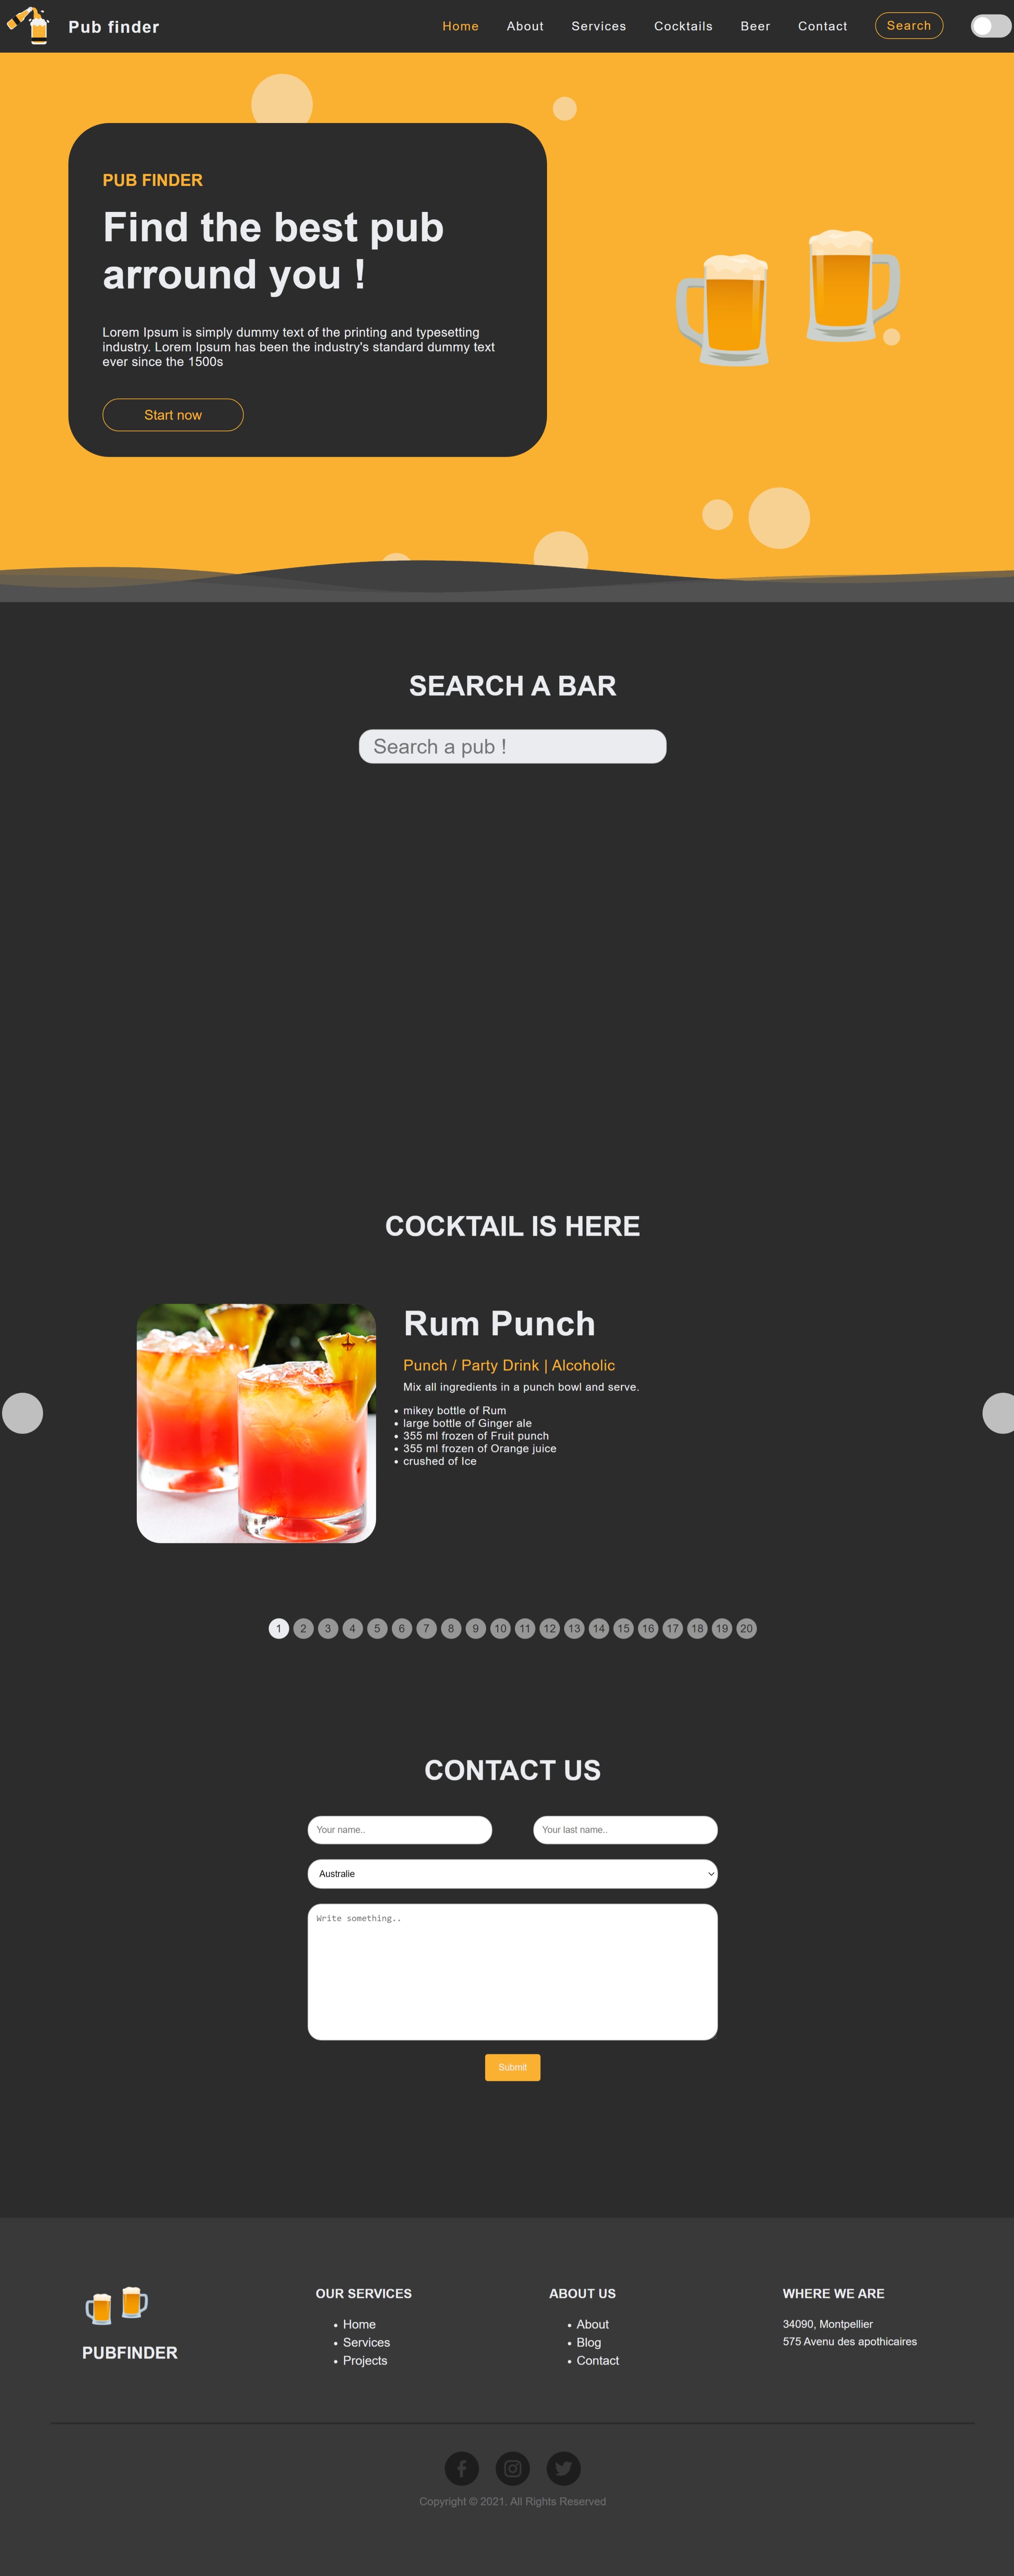 Pub finder
Home About Services Cocktails Beer Contact Search
PUB FINDER
Find the best pub
arround you !
Lorem Ipsum is simply dummy text of the printing and typesetting
industry. Lorem Ipsum has been the industry's standard dummy text
ever since the 1500s
Start now
SEARCH A BAR
Search a pub !
COCKTAIL IS HERE
Rum Punch
Punch / Party Drink | Alcoholic
Mix all ingredients in a punch bowl and serve.
mikey bottle of Rum
large bottle of Ginger ale
355 ml frozen of Fruit punch
355 ml frozen of Orange juice
crushed of Ice
1 2 3 4 5 6 7 8 9 10 11 12 13 14 15 16 17 18 19 20
CONTACT US
Your name.. Your last name..
Australie
Write something..
Submit
PUBFINDER
OUR SERVICES
Home
Services
Projects
ABOUT US
About
Blog
Contact
WHERE WE ARE
34090, Montpellier
575 Avenu des apothicaires
Copyright © 2021. All Rights Reserved